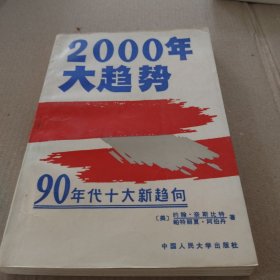 2000年
大趋势
90年代十大新趋向
〔美〕约翰·奈斯比特 著
帕特丽夏·阿伯丹
中国人民大学出版社